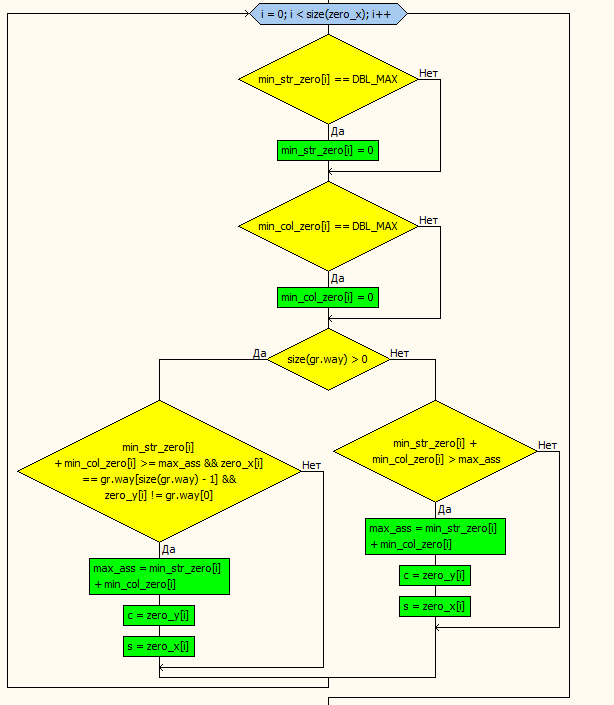 i = 0; i < size(zero_x); i++
min_str_zero[i] == DBL_MAX
Нет
Да
min_str_zero[i] = 0
min_col_zero[i] == DBL_MAX
Нет
Да
min_col_zero[i] = 0
size(gr.way) > 0
Да
Нет
min_str_zero[i]
+ min_col_zero[i] >= max_ass && zero_x[i]
== gr.way[size(gr.way) - 1] &&
zero_y[i] != gr.way[0]
Нет
Да
max_ass = min_str_zero[i]
+ min_col_zero[i]
c = zero_y[i]
s = zero_x[i]
min_str_zero[i] +
min_col_zero[i] > max_ass
Нет
Да
max_ass = min_str_zero[i]
+ min_col_zero[i]
c = zero_y[i]
s = zero_x[i]